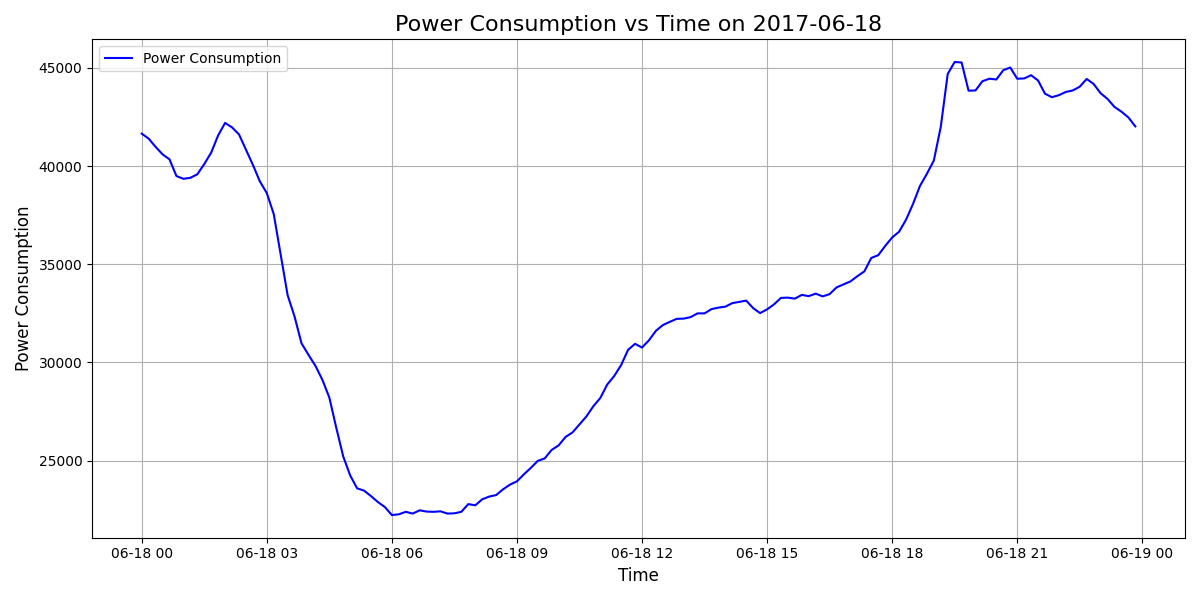 Power Consumption vs Time on 2017-06-18
Power Consumption
45000
40000
35000
30000
25000
Power Consumption
06-18 00 06-18 03 06-18 06 06-18 09 06-18 12 06-18 15 06-18 18 06-18 21 06-19 00
Time